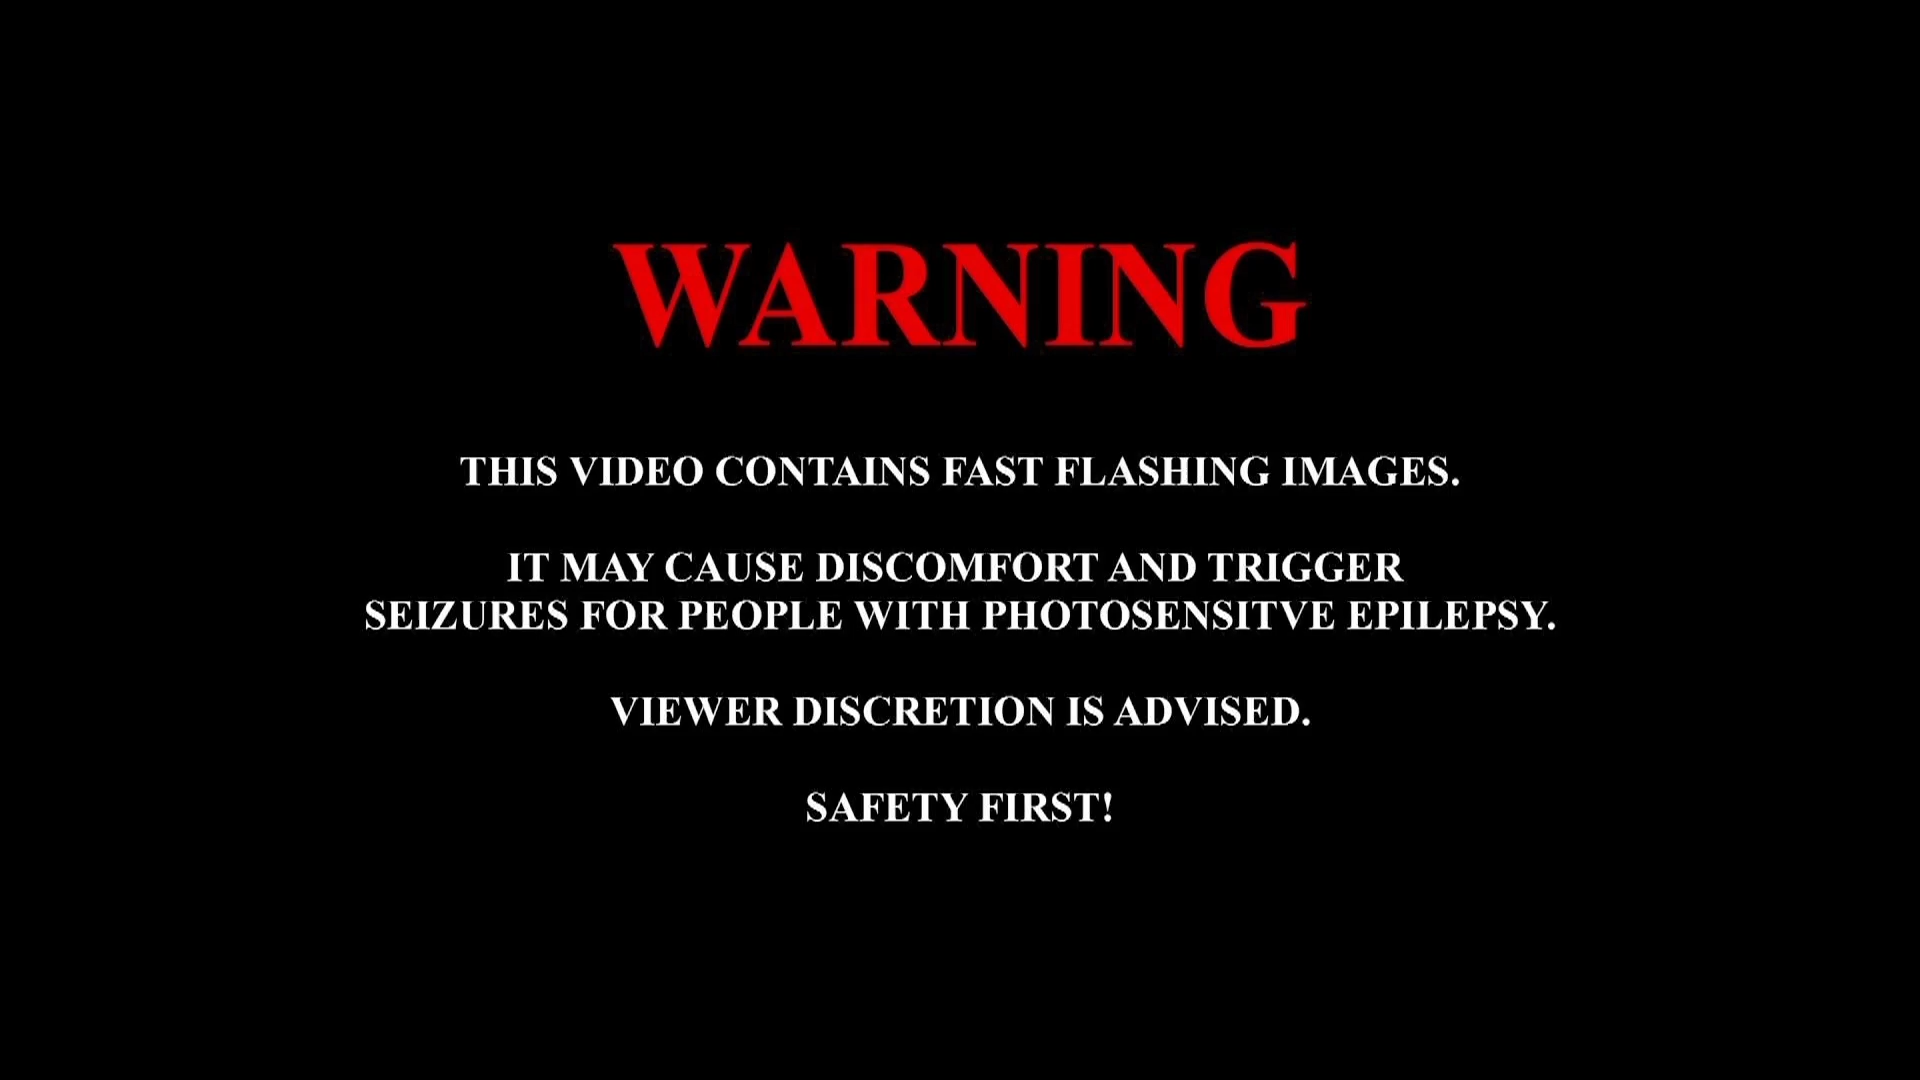 WARNING
THIS VIDEO CONTAINS FAST FLASHING IMAGES.
IT MAY CAUSE DISCOMFORT AND TRIGGER
SEIZURES FOR PEOPLE WITH PHOTOSENSITVE EPILEPSY.
VIEWER DISCRETION IS ADVISED.
SAFETY FIRST!